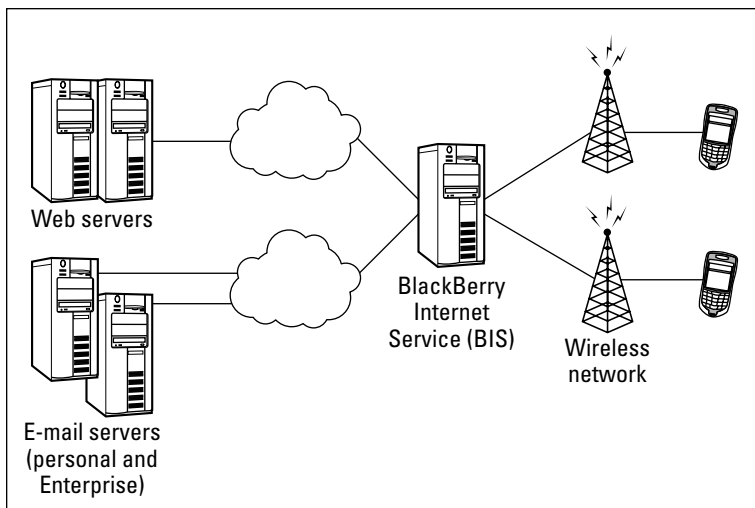 Web servers
E-mail servers
(personal and
Enterprise)
BlackBerry
Internet
Service (BIS)
Wireless
network